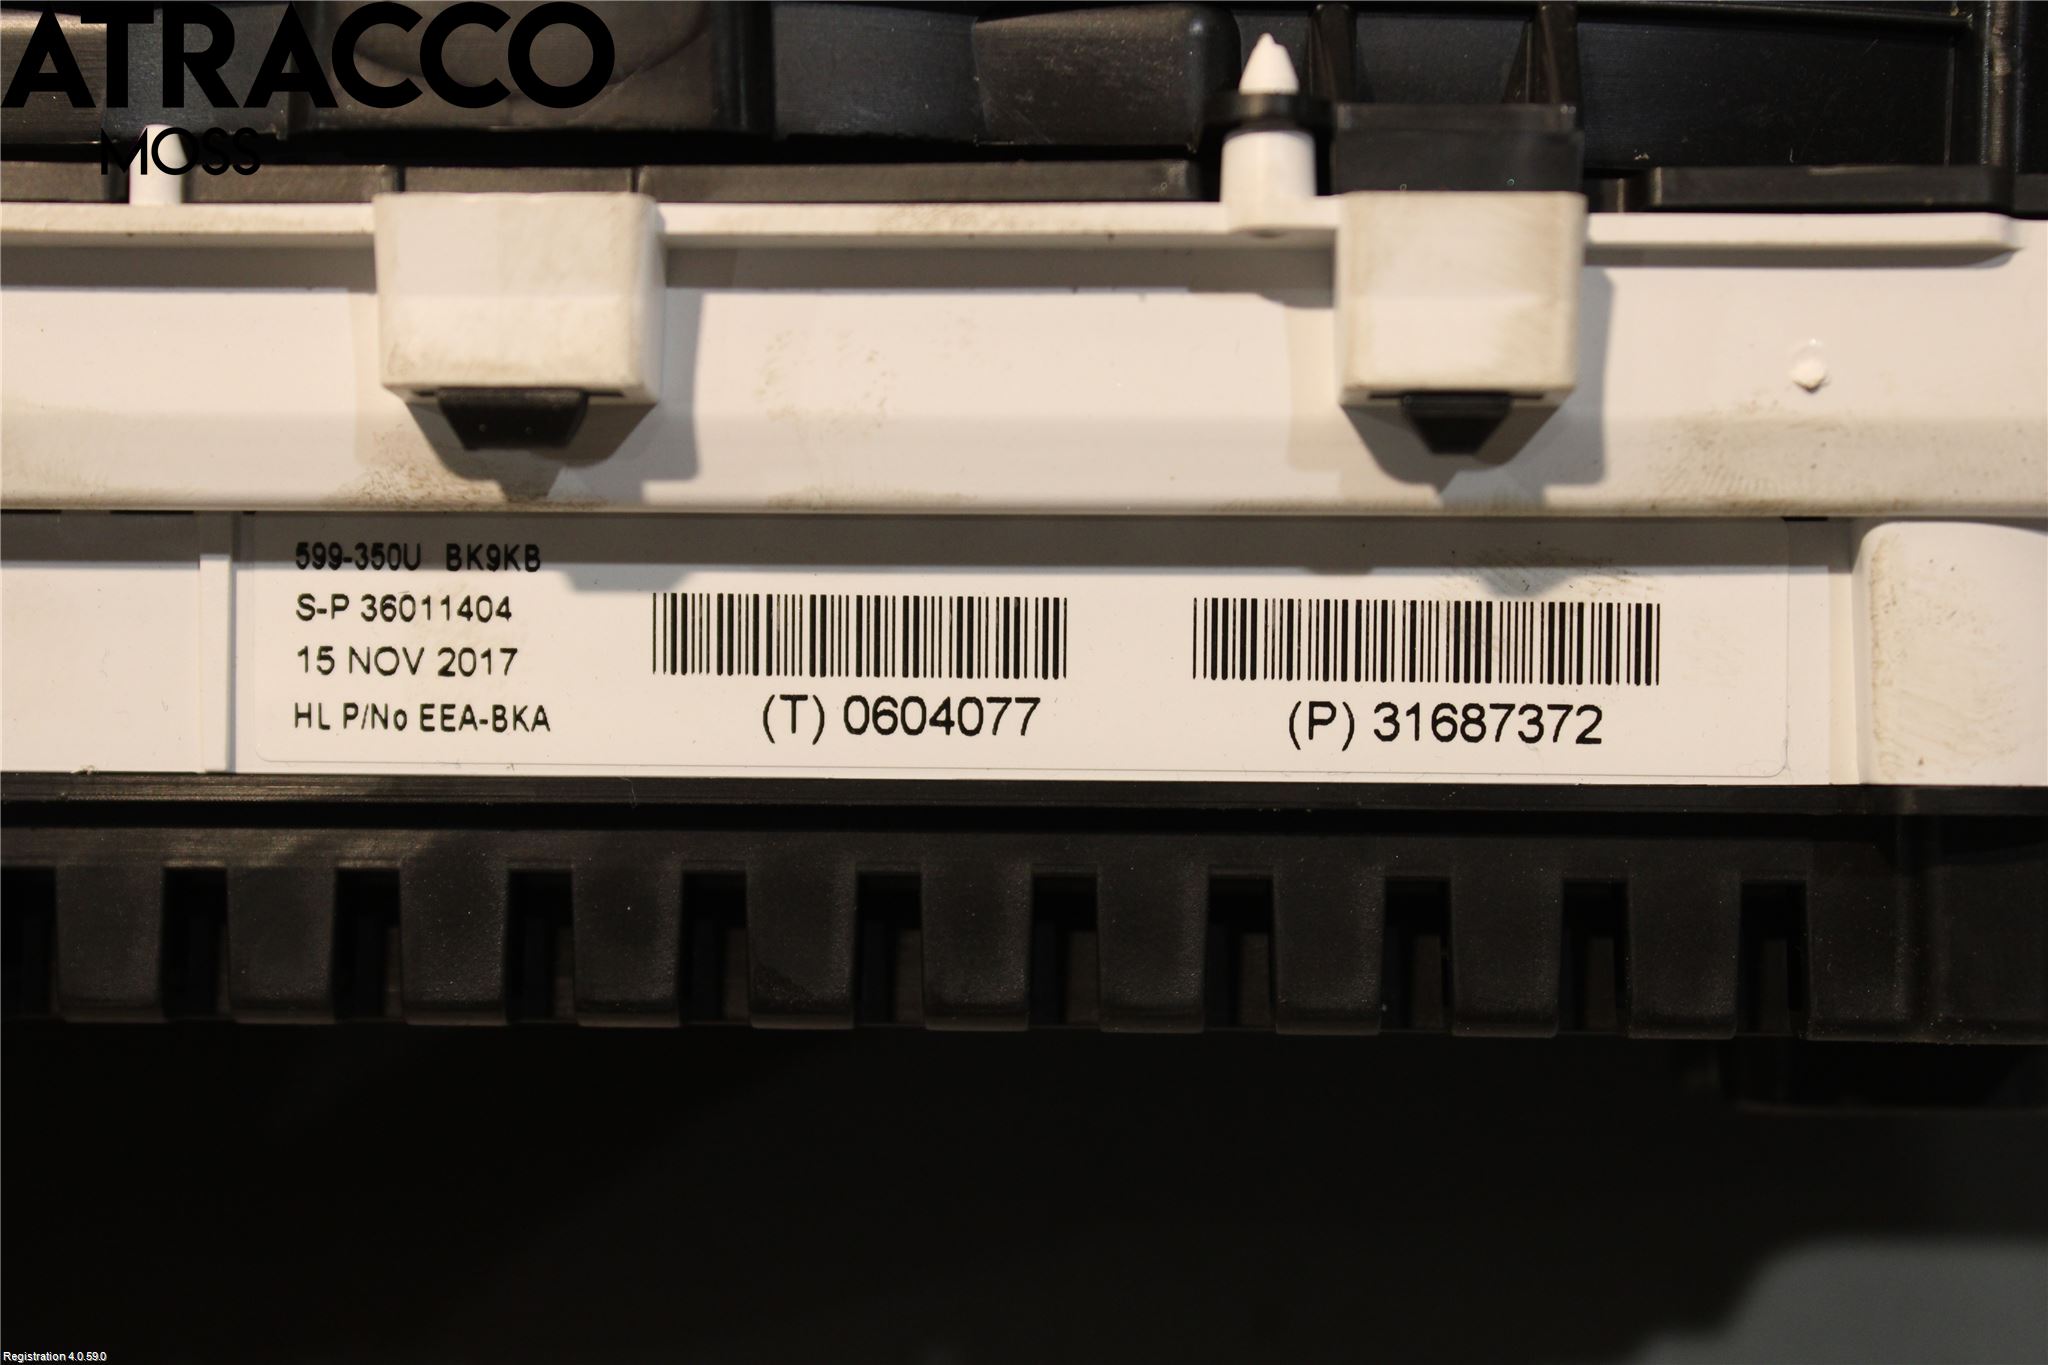 ATRACCO
MOSS
599-350U BK9KB
S-P 36011404
15 NOV 2017
HL P/No EEA-BKA
(T) 0604077
(P) 31687372
Registration 4.0.59.0